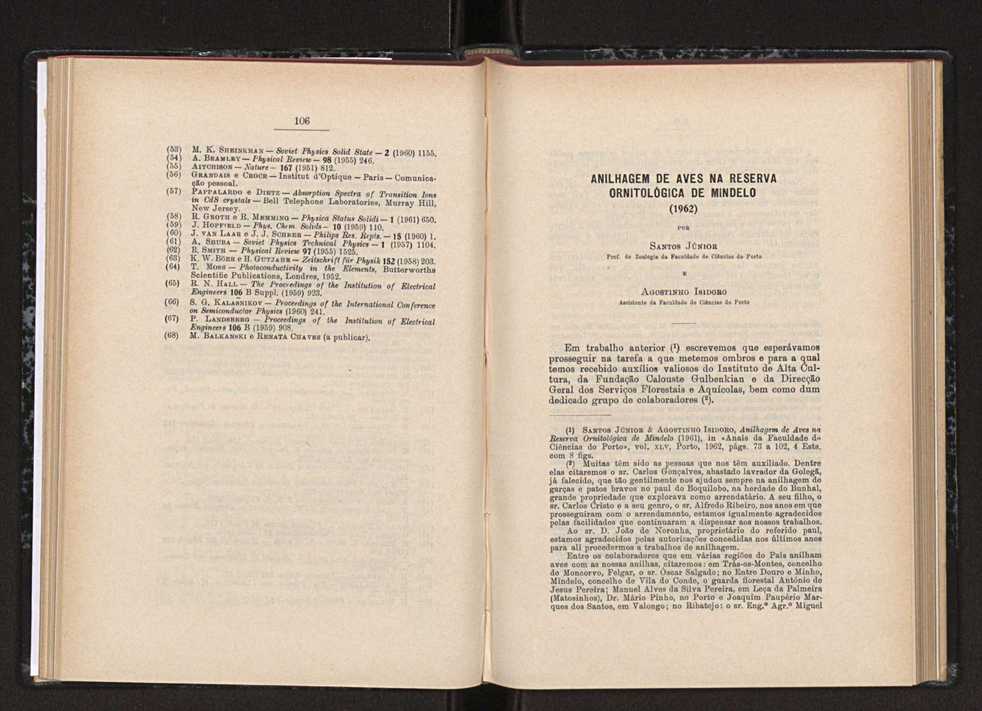 106
(53) M. K. SHEINKMAN — Soviet Physics Solid State — 2 (1960) 1155.
(54) A. BRAMLEY — Physical Review — 98 (1955) 246.
(55) AITCHISON — Nature — 167 (1951) 812.
(56) GRANDAIS e CROCE — Institut d'Optique — Paris — Comunica-
ção pessoal.
(57) PAPPALARDO e DIETZ — Absorption Spectra of Transition Ions
in CdS crystals — Bell Telephone Laboratories, Murray Hill,
New Jersey.
(58) R. GROTH e R. MEMMING — Physica Status Solidi — 1 (1961) 650.
(59) J. HOPFIELD — Phys. Chem. Solids — 10 (1959) 110.
(60) J. VAN LAAR e J. J. SCHEER — Philips Res. Repts. — 15 (1960) 1.
(61) A. SHUBA — Soviet Physics Technical Physics — 1 (1957) 1104.
(62) R. SMITH — Physical Review 97 (1955) 1525.
(63) K. W. BÖER e H. GUTJAHR — Zeitschrift für Physik 152 (1958) 203.
(64) T. MOSS — Photoconductivity in the Elements, Butterworths
Scientific Publications, Londres, 1952.
(65) R. N. HALL — The Proceedings of the Institution of Electrical
Engineers 106 B Suppl. (1959) 923.
(66) S. G. KALASNIKOV — Proceedings of the International Conference
on Semiconductor Physics (1960) 241.
(67) P. LANDSBERG — Proceedings of the Institution of Electrical
Engineers 106 B (1959) 908.
(68) M. BALKANSKI e RENATA CHAVES (a publicar).
ANILHAGEM DE AVES NA RESERVA
ORNITOLÓGICA DE MINDELO
(1962)
POR
SANTOS JÚNIOR
Prof. de Zoologia da Faculdade de Ciências do Porto
E
AGOSTINHO ISIDORO
Assistente da Faculdade de Ciências do Porto
Em trabalho anterior (¹) escrevemos que esperávamos
prosseguir na tarefa a que metemos ombros e para a qual
temos recebido auxílios valiosos do Instituto de Alta Cul-
tura, da Fundação Calouste Gulbenkian e da Direcção
Geral dos Serviços Florestais e Aquícolas, bem como dum
dedicado grupo de colaboradores (²).
(¹) SANTOS JÚNIOR & AGOSTINHO ISIDORO, Anilhagem de Aves na
Reserva Ornitológica de Mindelo (1961), in «Anais da Faculdade de
Ciências do Porto», vol. XLV, Porto, 1962, págs. 73 a 102, 4 Ests.
com 8 figs.
(²) Muitas têm sido as pessoas que nos têm auxiliado. Dentre
elas citaremos o sr. Carlos Gonçalves, abastado lavrador da Golegã,
já falecido, que tão gentilmente nos ajudou sempre na anilhagem de
garças e patos bravos no paul do Boquilobo, na herdade do Bunhal,
grande propriedade que explorava como arrendatário. A seu filho, o
sr. Carlos Cristo e a seu genro, o sr. Alfredo Ribeiro, nos anos em que
prosseguiram com o arrendamento, estamos igualmente agradecidos
pelas facilidades que continuaram a dispensar aos nossos trabalhos.
Ao sr. D. João de Noronha, proprietário do referido paul,
estamos agradecidos pelas autorizações concedidas nos últimos anos
para ali procedermos a trabalhos de anilhagem.
Entre os colaboradores que em várias regiões do País anilham
aves com as nossas anilhas, citaremos: em Trás-os-Montes, concelho
de Moncorvo, Felgar, o sr. Óscar Salgado; no Entre Douro e Minho,
Mindelo, concelho de Vila do Conde, o guarda florestal António de
Jesus Pereira; Manuel Alves da Silva Pereira, em Leça da Palmeira
(Matosinhos), Dr. Mário Pinho, no Porto e Joaquim Paupério Mar-
ques dos Santos, em Valongo; no Ribatejo: o sr. Eng.º Agr.º Miguel